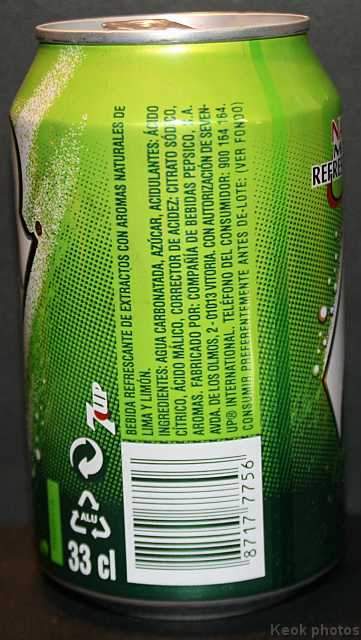 BEBIDA REFRESCANTE DE EXTRACTOS CON AROMAS NATURALES DE
LIMA Y LIMÓN.
INGREDIENTES: AGUA CARBONATADA, AZÚCAR, ACIDULANTES: ÁCIDO
CÍTRICO, ÁCIDO MÁLICO, CORRECTOR DE ACIDEZ: CITRATO SÓDICO,
AROMAS. FABRICADO POR: COMPAÑÍA DE BEBIDAS PEPSICO, S.A.
AVDA. DE LOS OLMOS, 2 - 01013 VITORIA. CON AUTORIZACIÓN DE SEVEN-
UP® INTERNATIONAL. TELÉFONO DEL CONSUMIDOR: 900 164 164.
CONSUMIR PREFERENTEMENTE ANTES DE-LOTE: (VER FONDO)
7UP
ALU
33 cl
8717 7756
Keok photos